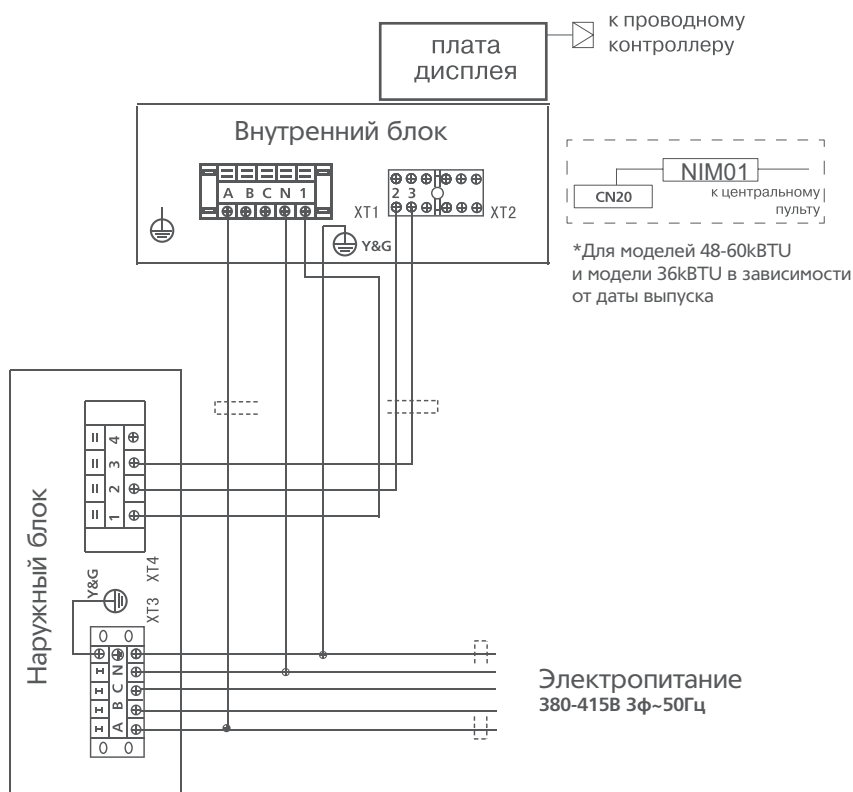 к проводному
контроллеру
плата
дисплея
Внутренний блок
A B C N 1
XT1
2 3
XT2
Y&G
NIM01
CN20
к центральному
пульту
*Для моделей 48-60kBTU
и модели 36kBTU в зависимости
от даты выпуска
Наружный блок
4
3
2
1
XT4
Y&G
XT3
N
C
B
A
Электропитание
380-415В 3ф~50Гц